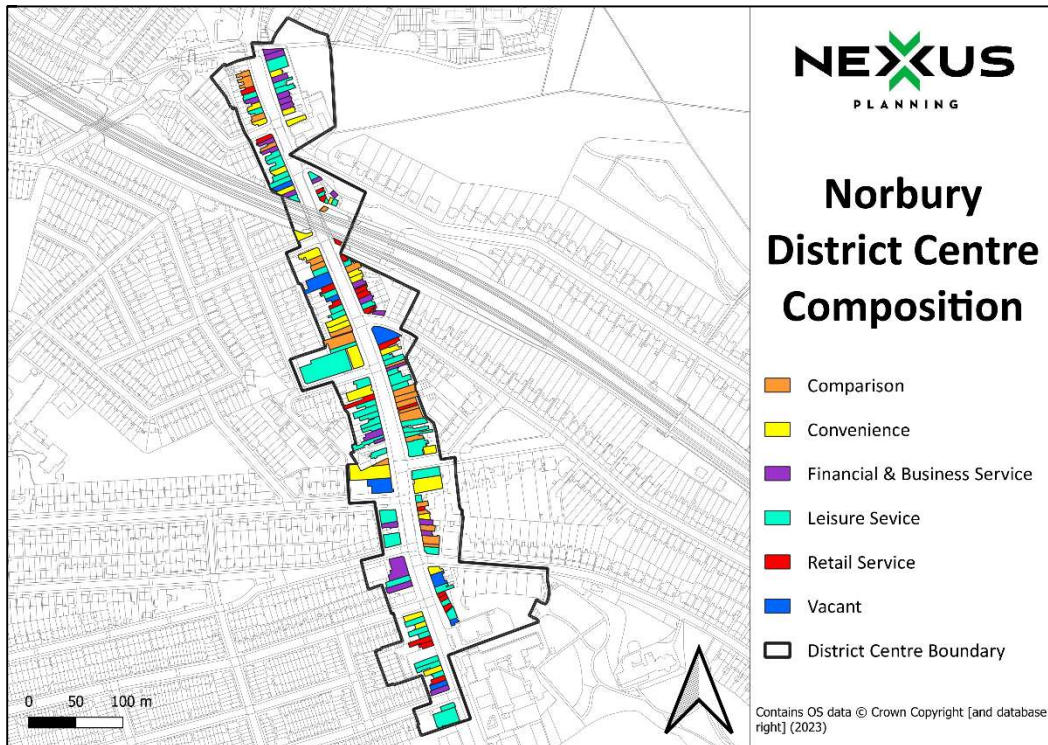 NEXUS
PLANNING
Norbury
District Centre
Composition
Comparison
Convenience
Financial & Business Service
Leisure Sevice
Retail Service
Vacant
District Centre Boundary
0 50 100 m
Contains OS data © Crown Copyright [and database
right] (2023)